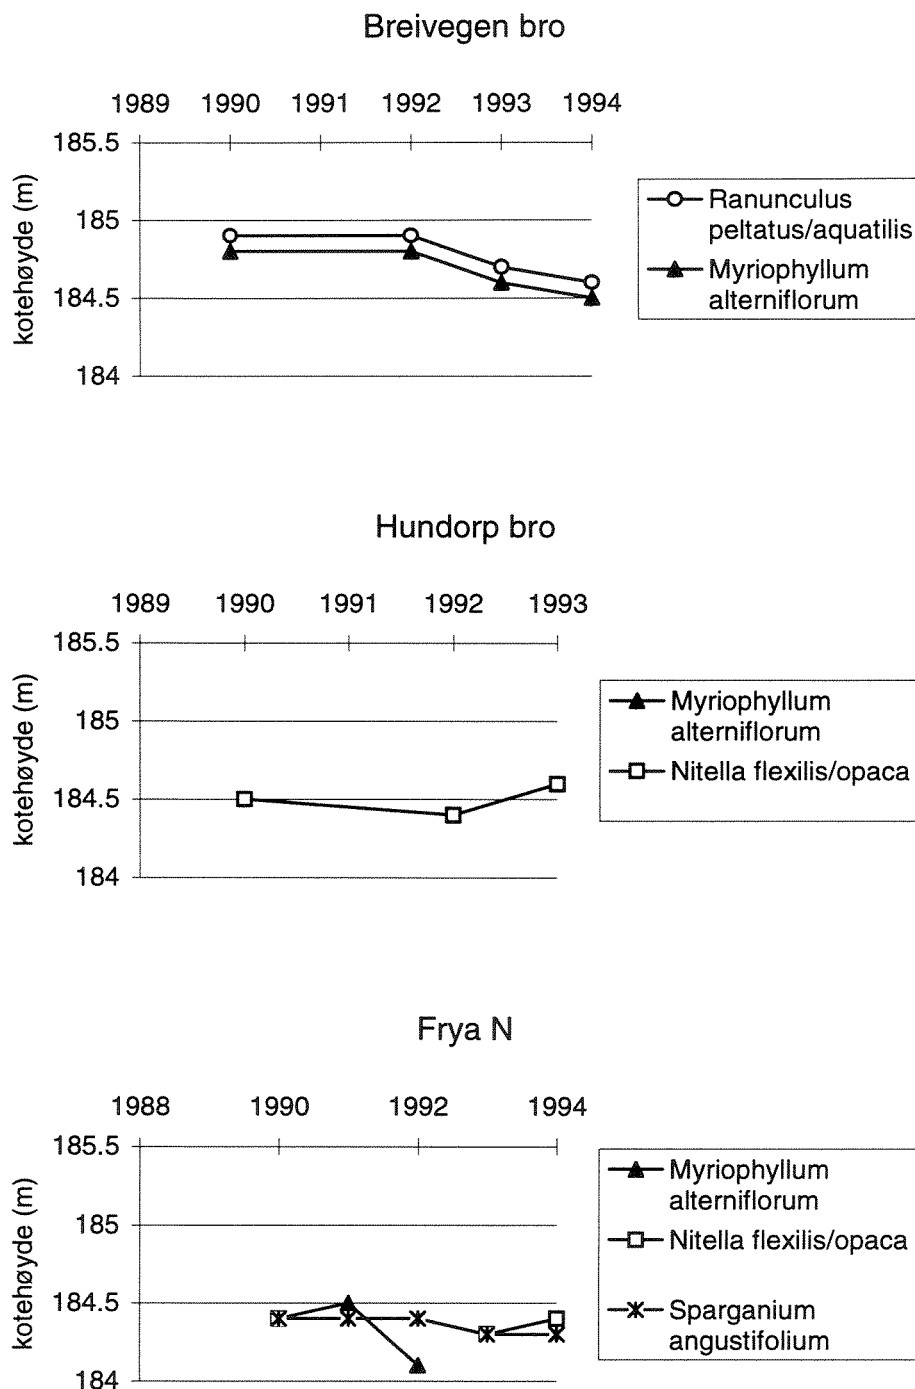 Breivegen bro
1989 1990 1991 1992 1993 1994
185.5
185
184.5
184
kotehøyde (m)
Ranunculus
peltatus/aquatilis
Myriophyllum
alterniflorum
Hundorp bro
1989 1990 1991 1992 1993
185.5
185
184.5
184
kotehøyde (m)
Myriophyllum
alterniflorum
Nitella flexilis/opaca
Frya N
1988 1990 1992 1994
185.5
185
184.5
184
kotehøyde (m)
Myriophyllum
alterniflorum
Nitella flexilis/opaca
Sparganium
angustifolium